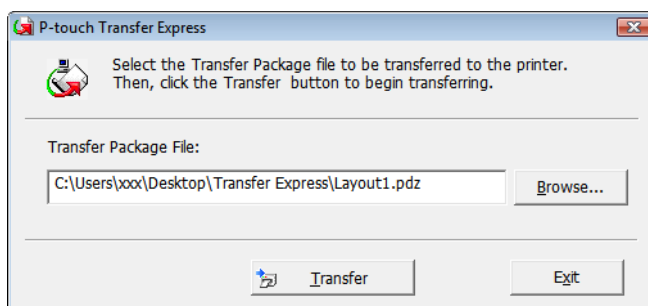 P-touch Transfer Express
Select the Transfer Package file to be transferred to the printer.
Then, click the Transfer  button to begin transferring.
Transfer Package File:
C:\Users\xxx\Desktop\Transfer Express\Layout1.pdz
Browse...
Transfer
Exit